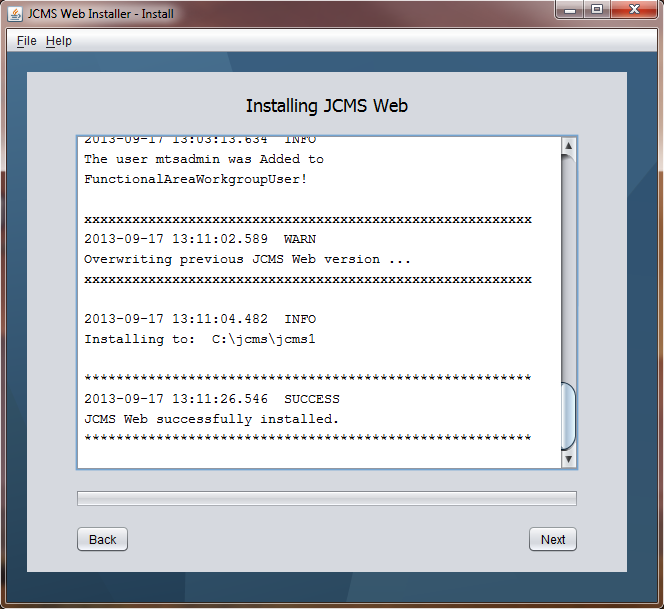 JCMS Web Installer - Install
File Help
Installing JCMS Web
2013-09-17 13:03:13.634 INFO
The user mtsadmin was Added to
FunctionalAreaWorkgroupUser!
xxxxxxxxxxxxxxxxxxxxxxxxxxxxxxxxxxxxxxxxxxxxxxxxxxxxxxxx
2013-09-17 13:11:02.589 WARN
Overwriting previous JCMS Web version ...
xxxxxxxxxxxxxxxxxxxxxxxxxxxxxxxxxxxxxxxxxxxxxxxxxxxxxxxx
2013-09-17 13:11:04.482 INFO
Installing to: C:\jcms\jcms1
********************************************************
2013-09-17 13:11:26.546 SUCCESS
JCMS Web successfully installed.
********************************************************
Back Next